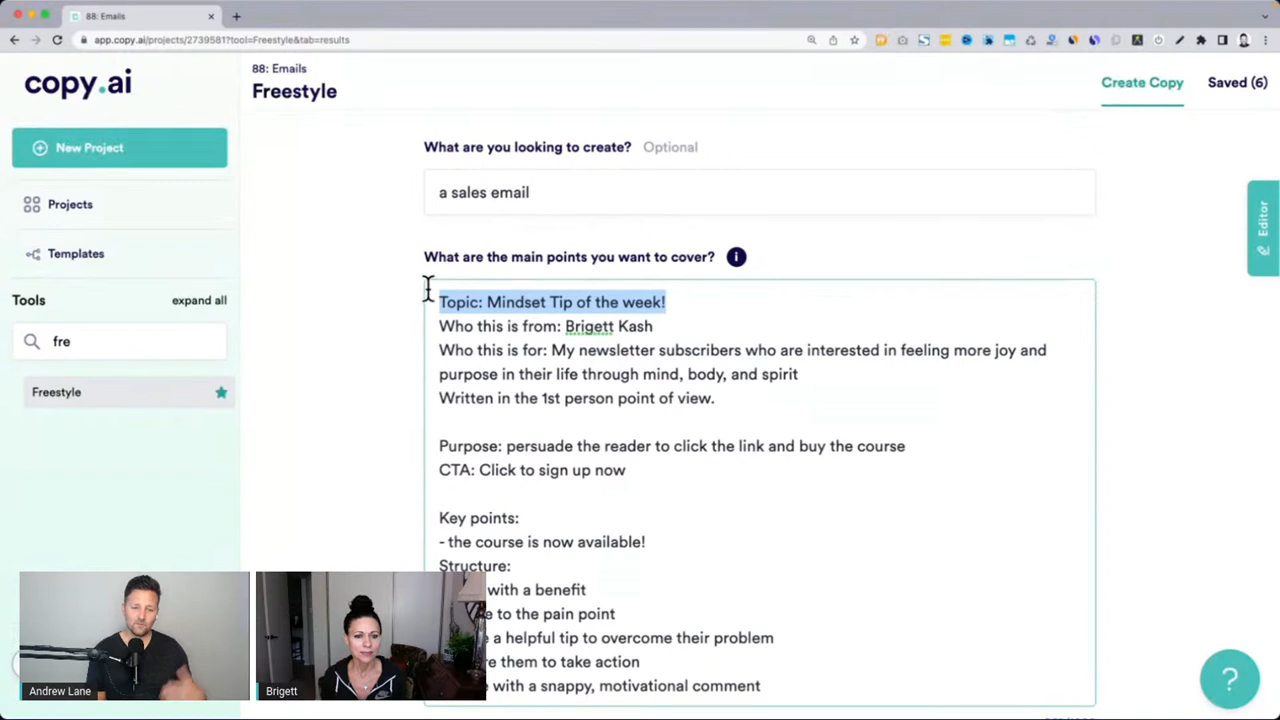 88: Emails
app.copy.ai/projects/2739581?tool=Freestyle&tab=results
copy.ai
88: Emails
Freestyle
Create Copy
Saved (6)
New Project
Projects
Templates
Tools
expand all
fre
Freestyle
What are you looking to create? Optional
a sales email
What are the main points you want to cover?
Topic: Mindset Tip of the week!
Who this is from: Brigett Kash
Who this is for: My newsletter subscribers who are interested in feeling more joy and
purpose in their life through mind, body, and spirit
Written in the 1st person point of view.
Purpose: persuade the reader to click the link and buy the course
CTA: Click to sign up now
Key points:
- the course is now available!
Structure:
with a benefit
to the pain point
a helpful tip to overcome their problem
them to take action
with a snappy, motivational comment
Editor
Andrew Lane
Brigett
?